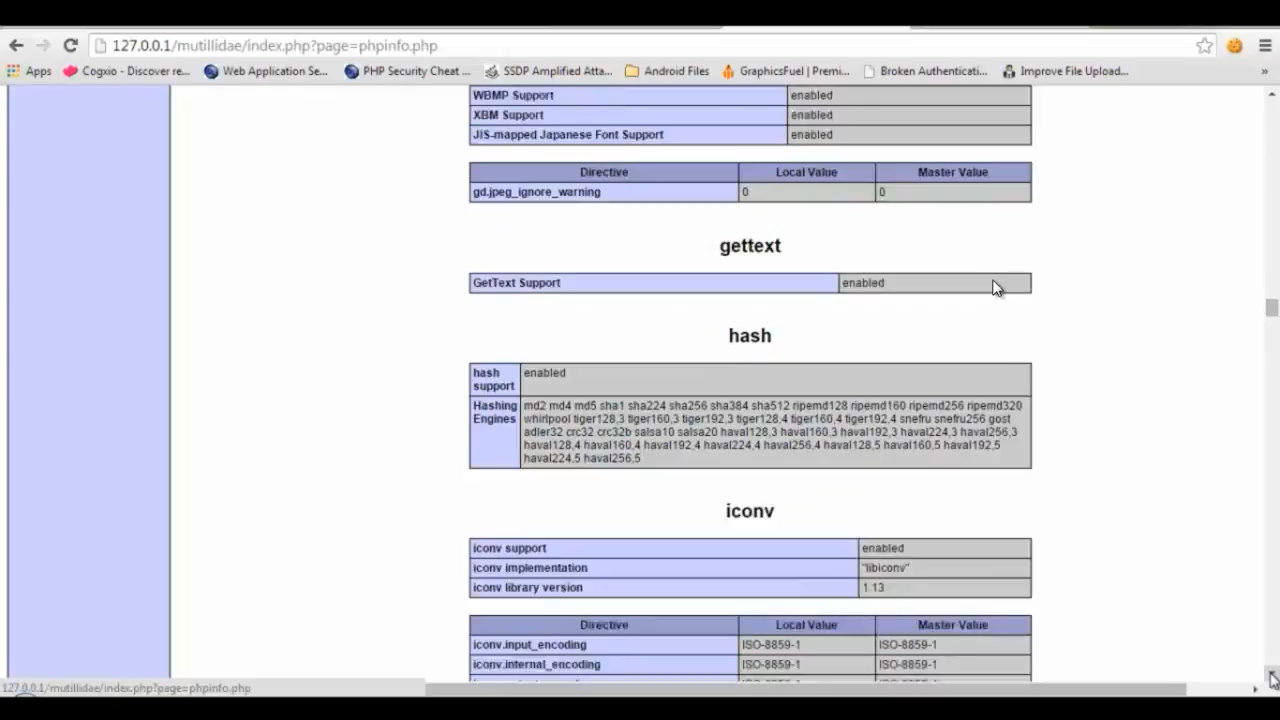 127.0.0.1/mutillidae/index.php?page=phpinfo.php
Apps Cogxio - Discover re... Web Application Se... PHP Security Cheat ... SSDP Amplified Atta... Android Files GraphicsFuel | Premi... Broken Authenticati... Improve File Upload... »
WBMP Support enabled
XBM Support enabled
JIS-mapped Japanese Font Support enabled
Directive Local Value Master Value
gd.jpeg_ignore_warning 0 0
gettext
GetText Support enabled
hash
hash support enabled
Hashing Engines md2 md4 md5 sha1 sha224 sha256 sha384 sha512 ripemd128 ripemd160 ripemd256 ripemd320
whirlpool tiger128,3 tiger160,3 tiger192,3 tiger128,4 tiger160,4 tiger192,4 snefru snefru256 gost
adler32 crc32 crc32b salsa10 salsa20 haval128,3 haval160,3 haval192,3 haval224,3 haval256,3
haval128,4 haval160,4 haval192,4 haval224,4 haval256,4 haval128,5 haval160,5 haval192,5
haval224,5 haval256,5
iconv
iconv support enabled
iconv implementation "libiconv"
iconv library version 1.13
Directive Local Value Master Value
iconv.input_encoding ISO-8859-1 ISO-8859-1
iconv.internal_encoding ISO-8859-1 ISO-8859-1
127.0.0.1/mutillidae/index.php?page=phpinfo.php